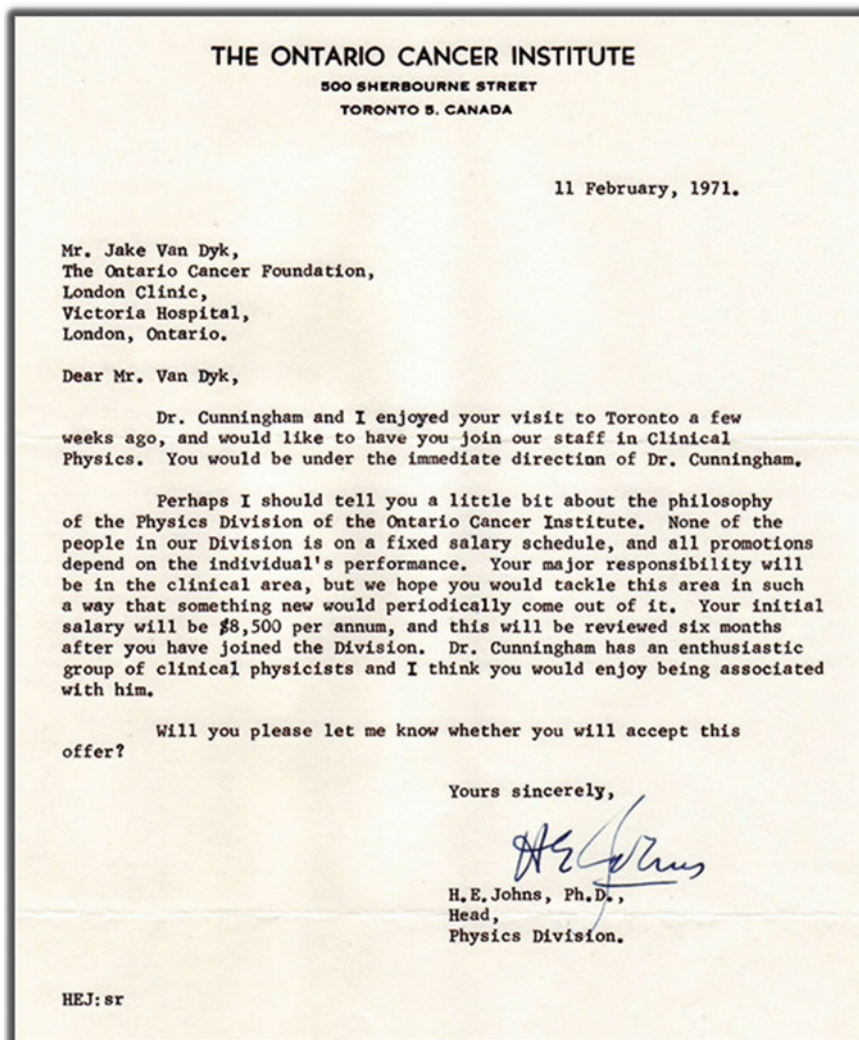 THE ONTARIO CANCER INSTITUTE
500 SHERBOURNE STREET
TORONTO 5, CANADA
11 February, 1971.
Mr. Jake Van Dyk,
The Ontario Cancer Foundation,
London Clinic,
Victoria Hospital,
London, Ontario.
Dear Mr. Van Dyk,
Dr. Cunningham and I enjoyed your visit to Toronto a few
weeks ago, and would like to have you join our staff in Clinical
Physics. You would be under the immediate direction of Dr. Cunningham.
Perhaps I should tell you a little bit about the philosophy
of the Physics Division of the Ontario Cancer Institute. None of the
people in our Division is on a fixed salary schedule, and all promotions
depend on the individual's performance. Your major responsibility will
be in the clinical area, but we hope you would tackle this area in such
a way that something new would periodically come out of it. Your initial
salary will be $8,500 per annum, and this will be reviewed six months
after you have joined the Division. Dr. Cunningham has an enthusiastic
group of clinical physicists and I think you would enjoy being associated
with him.
Will you please let me know whether you will accept this
offer?
Yours sincerely,
HE Johns
H.E.Johns, Ph.D.,
Head,
Physics Division.
HEJ:sr